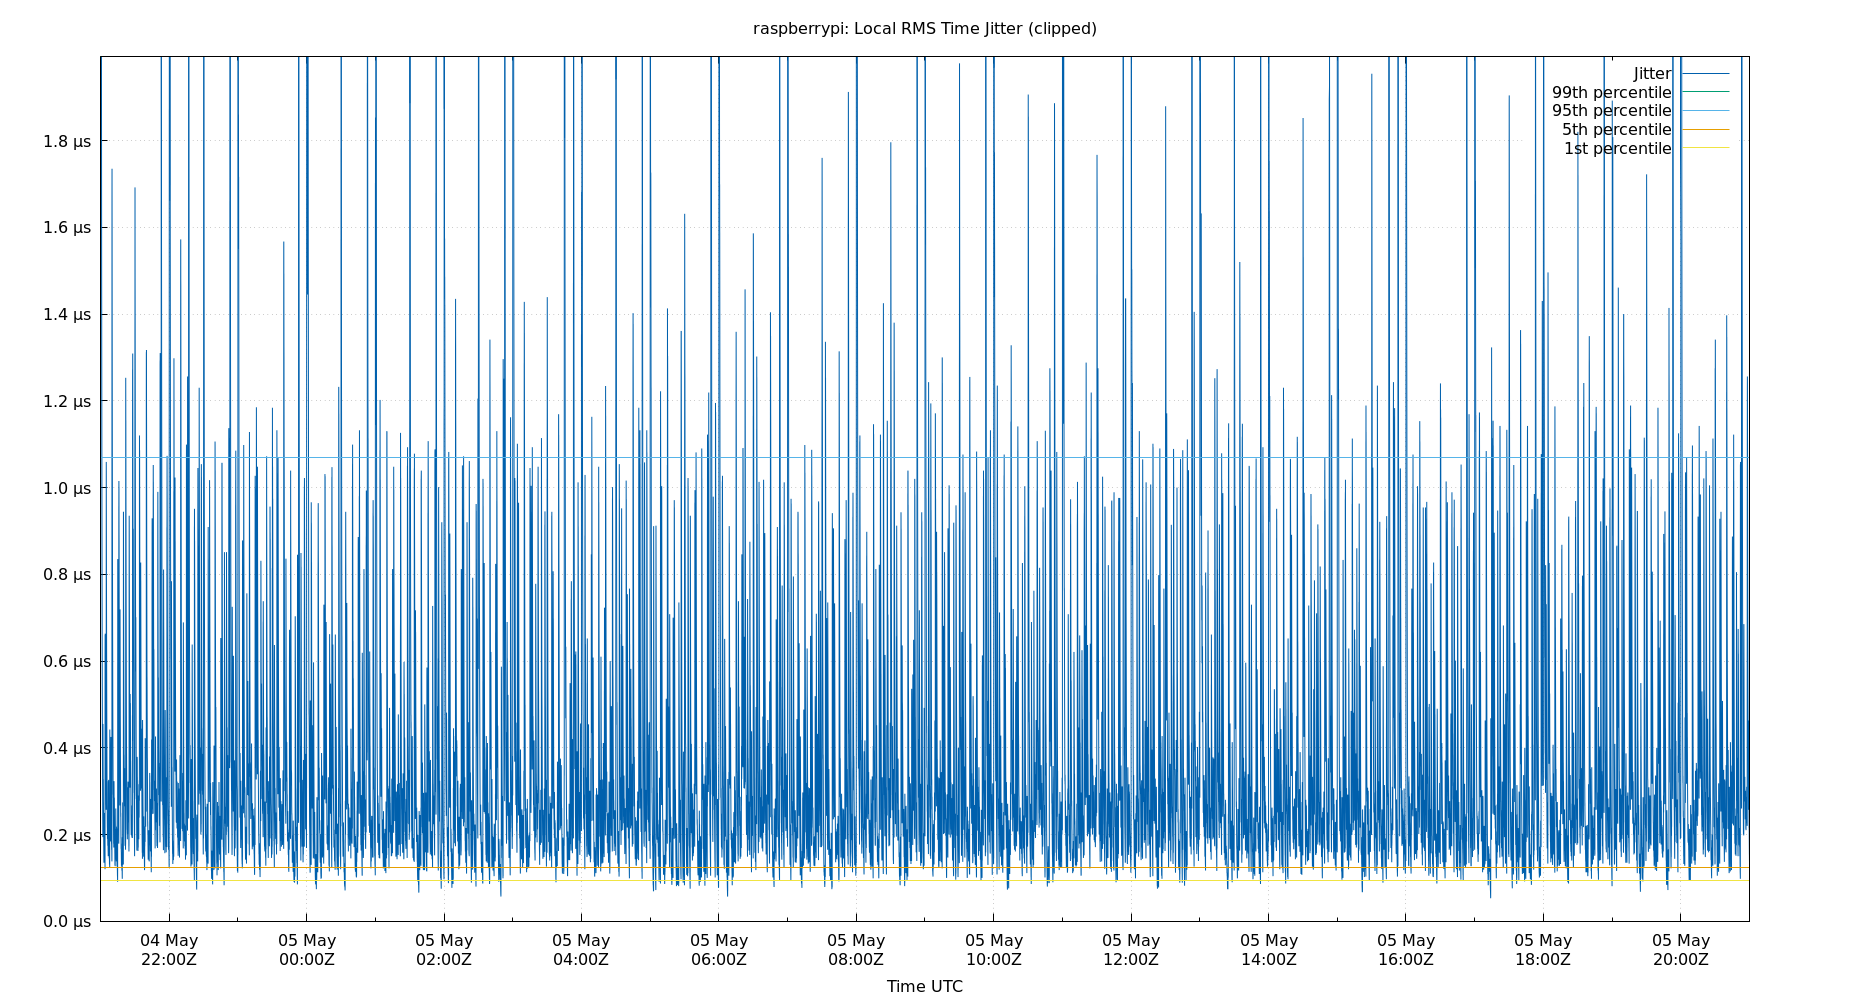 raspberrypi: Local RMS Time Jitter (clipped)
Jitter
99th percentile
95th percentile
5th percentile
1st percentile
1.8 µs
1.6 µs
1.4 µs
1.2 µs
1.0 µs
0.8 µs
0.6 µs
0.4 µs
0.2 µs
0.0 µs
04 May 05 May 05 May 05 May 05 May 05 May 05 May 05 May 05 May 05 May 05 May 05 May
22:00Z 00:00Z 02:00Z 04:00Z 06:00Z 08:00Z 10:00Z 12:00Z 14:00Z 16:00Z 18:00Z 20:00Z
Time UTC